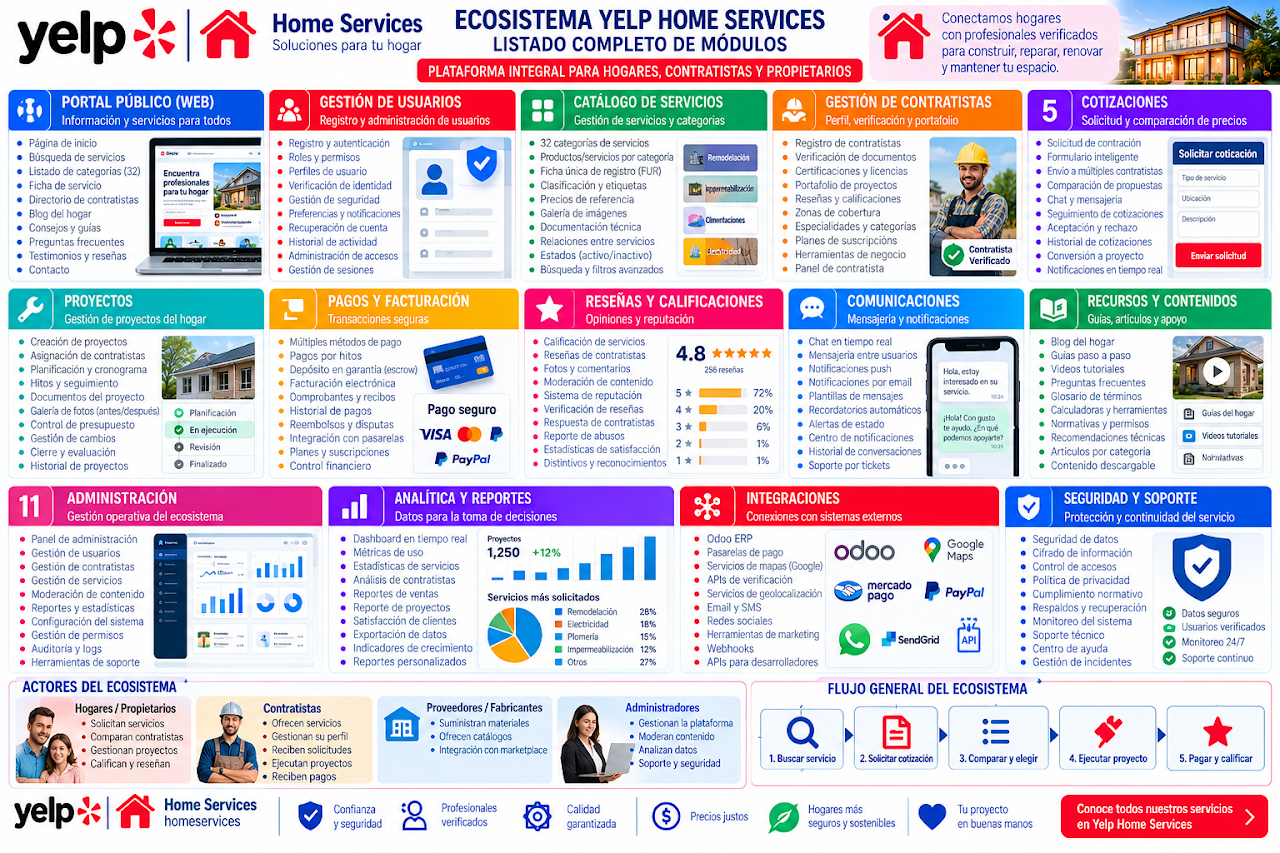 yelp
Home Services
Soluciones para tu hogar
ECOSISTEMA YELP HOME SERVICES
LISTADO COMPLETO DE MÓDULOS
PLATAFORMA INTEGRAL PARA HOGARES, CONTRATISTAS Y PROPIETARIOS
Conectamos hogares
con profesionales verificados
para construir, reparar, renovar
y mantener tu espacio.
PORTAL PÚBLICO (WEB)
Información y servicios para todos
Página de inicio
Búsqueda de servicios
Listado de categorías (32)
Ficha de servicio
Directorio de contratistas
Blog del hogar
Consejos y guías
Preguntas frecuentes
Testimonios y reseñas
Contacto
Encuentra
profesionales
para tu hogar
GESTIÓN DE USUARIOS
Registro y administración de usuarios
Registro y autenticación
Roles y permisos
Perfiles de usuario
Verificación de identidad
Gestión de seguridad
Preferencias y notificaciones
Recuperación de cuenta
Historial de actividad
Administración de accesos
Gestión de sesiones
CATÁLOGO DE SERVICIOS
Gestión de servicios y categorías
32 categorías de servicios
Productos/servicios por categoría
Ficha única de registro (FUR)
Clasificación y etiquetas
Precios de referencia
Galería de imágenes
Documentación técnica
Relaciones entre servicios
Estados (activo/inactivo)
Búsqueda y filtros avanzados
Remodelación
Cimentaciones
GESTIÓN DE CONTRATISTAS
Perfil, verificación y portafolio
Registro de contratistas
Verificación de documentos
Certificaciones y licencias
Portafolio de proyectos
Reseñas y calificaciones
Zonas de cobertura
Especialidades y categorías
Planes de suscripcións
Herramientas de negocio
Panel de contratista
Contratista
Verificado
5
COTIZACIONES
Solicitud y comparación de precios
Solicitud de contración
Formulario inteligente
Envio a múltiples contratistas
Comparación de propuestas
Chat y mensajería
Seguimiento de cotizaciones
Aceptación y rechazo
Historial de cotizaciones
Conversión a proyecto
Notificaciones en tiempo real
Solicitar coticación
Tipo de servicio
Ubicación
Descripción
Enviar solicitud
PROYECTOS
Gestión de proyectos del hogar
Creación de proyectos
Asignación de contratistas
Planificación y cronograma
Hitos y seguimiento
Documentos del proyecto
Galería de fotos (antes/después)
Control de presupuesto
Gestión de cambios
Cierre y evaluación
Historial de proyectos
Planificación
En ejecución
Revisión
Finalizado
PAGOS Y FACTURACIÓN
Transacciones seguras
Múltiples métodos de pago
Pagos por hitos
Depósito en garantía (escrow)
Facturación electrónica
Comprobantes y recibos
Historial de pagos
Reembolsos y disputas
Integración con pasarelas
Planes y suscripciones
Control financiero
Pago seguro
VISA
PayPal
RESEÑAS Y CALIFICACIONES
Opiniones y reputación
Calificación de servicios
Reseñas de contratistas
Fotos y comentarios
Moderación de contenido
Sistema de reputación
Verificación de reseñas
Respuesta de contratistas
Reporte de abusos
Estadísticas de satisfacción
Distintivos y reconocimientos
4.8
256 reseñas
5 72%
4 20%
3 6%
2 1%
1 1%
COMUNICACIONES
Mensajería y notificaciones
Chat en tiempo real
Mensajería entre usuarios
Notificaciones push
Notificaciones por email
Plantillas de mensajes
Recordatorios automáticos
Alertas de estado
Centro de notificaciones
Historial de conversaciones
Soporte por tickets
Hola, estoy
interesado en su
servicio.
10:24
¡Hola! Con gusto
te ayudo. ¿En qué
podemos apoyarte?
10:25
RECURSOS Y CONTENIDOS
Guías, artículos y apoyo
Blog del hogar
Guías paso a paso
Videos tutoriales
Preguntas frecuentes
Glosario de términos
Calculadoras y herramientas
Normativas y permisos
Recomendaciones técnicas
Artículos por categoría
Contenido descargable
Guías del hogar
Videos tutoriales
11
ADMINISTRACIÓN
Gestión operativa del ecosistema
Panel de administración
Gestión de usuarios
Gestión de contratistas
Gestión de servicios
Moderación de contenido
Reportes y estadísticas
Configuración del sistema
Gestión de permisos
Auditoría y logs
Herramientas de soporte
ANALÍTICA Y REPORTES
Datos para la toma de decisiones
Dashboard en tiempo real
Métricas de uso
Estadísticas de servicios
Análisis de contratistas
Reportes de ventas
Reporte de proyectos
Satisfacción de clientes
Exportación de datos
Indicadores de crecimiento
Reportes personalizados
Proyectos
1,250 +12%
Servicios más solicitados
Remodelación 28%
Electricidad 18%
Plomería 15%
Impermeabilización 12%
Otros 27%
INTEGRACIONES
Conexiones con sistemas externos
Odoo ERP
Pasarelas de pago
Servicios de mapas (Google)
APIs de verificación
Servicios de geolocalización
Email y SMS
Redes sociales
Herramientas de marketing
Webhooks
APIs para desarrolladores
odoo
Google
Maps
mercado
pago
PayPal
SendGrid
API
SEGURIDAD Y SOPORTE
Protección y continuidad del servicio
Seguridad de datos
Cifrado de información
Control de accesos
Política de privacidad
Cumplimiento normativo
Respaldos y recuperación
Monitoreo del sistema
Soporte técnico
Centro de ayuda
Gestión de incidentes
Datos seguros
Usuarios verificados
Monitoreo 24/7
Soporte continuo
ACTORES DEL ECOSISTEMA
Hogares / Propietarios
Solicitan servicios
Comparan contratistas
Gestionan proyectos
Califican y reseñan
Contratistas
Ofrecen servicios
Gestionan su perfil
Reciben solicitudes
Ejecutan proyectos
Reciben pagos
Proveedores / Fabricantes
Suministran materiales
Ofrecen catálogos
Integración con marketplace
Administradores
Gestionan la plataforma
Moderan contenido
Analizan datos
Soporte y seguridad
FLUJO GENERAL DEL ECOSISTEMA
1. Buscar servicio
2. Solicitar cotización
3. Comparar y elegir
4. Ejecutar proyecto
5. Pagar y calificar
yelp
Home Services
homeservices
Confianza
y seguridad
Profesionales
verificados
Calidad
garantizada
Precios justos
Hogares más
seguros y sostenibles
Tu proyecto
en buenas manos
Conoce todos nuestros servicios
en Yelp Home Services